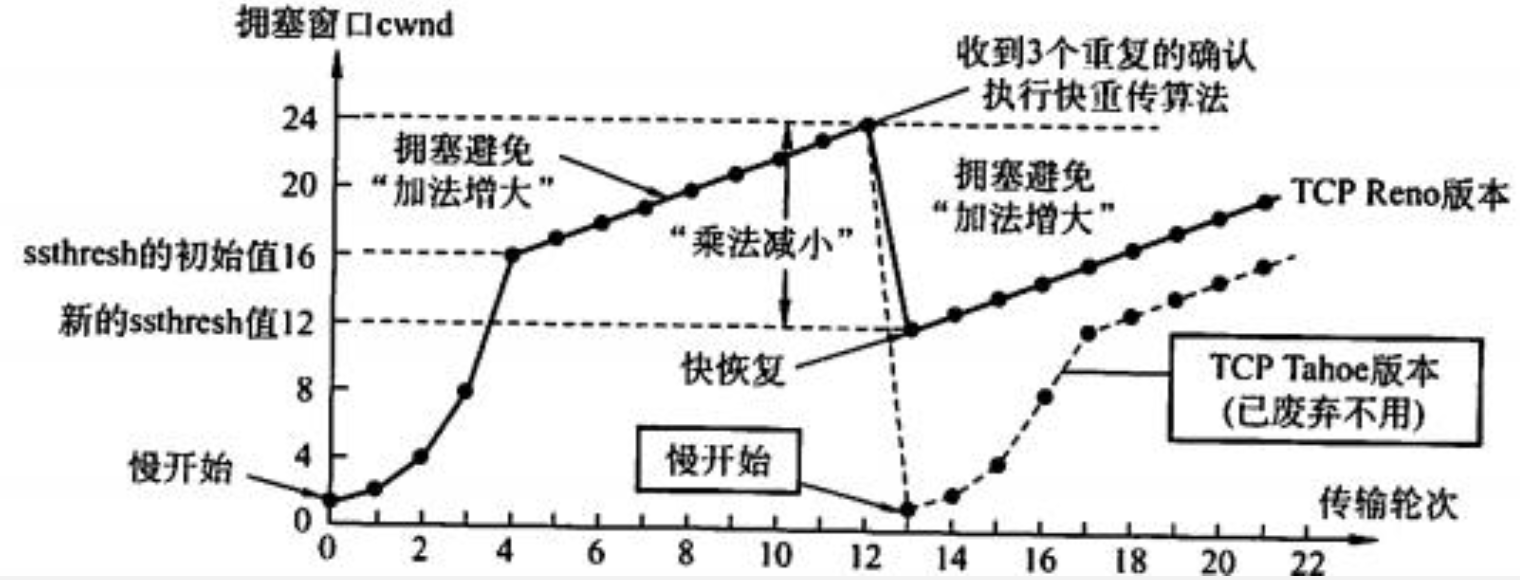 拥塞窗口cwnd
收到3个重复的确认
执行快重传算法
24
拥塞避免
“加法增大”
20
拥塞避免
“加法增大”
TCP Reno版本
“乘法减小”
ssthresh的初始值16
新的ssthresh值12
快恢复
TCP Tahoe版本
(已废弃不用)
8
4
慢开始
慢开始
0
传输轮次
0 2 4 6 8 10 12 14 16 18 20 22